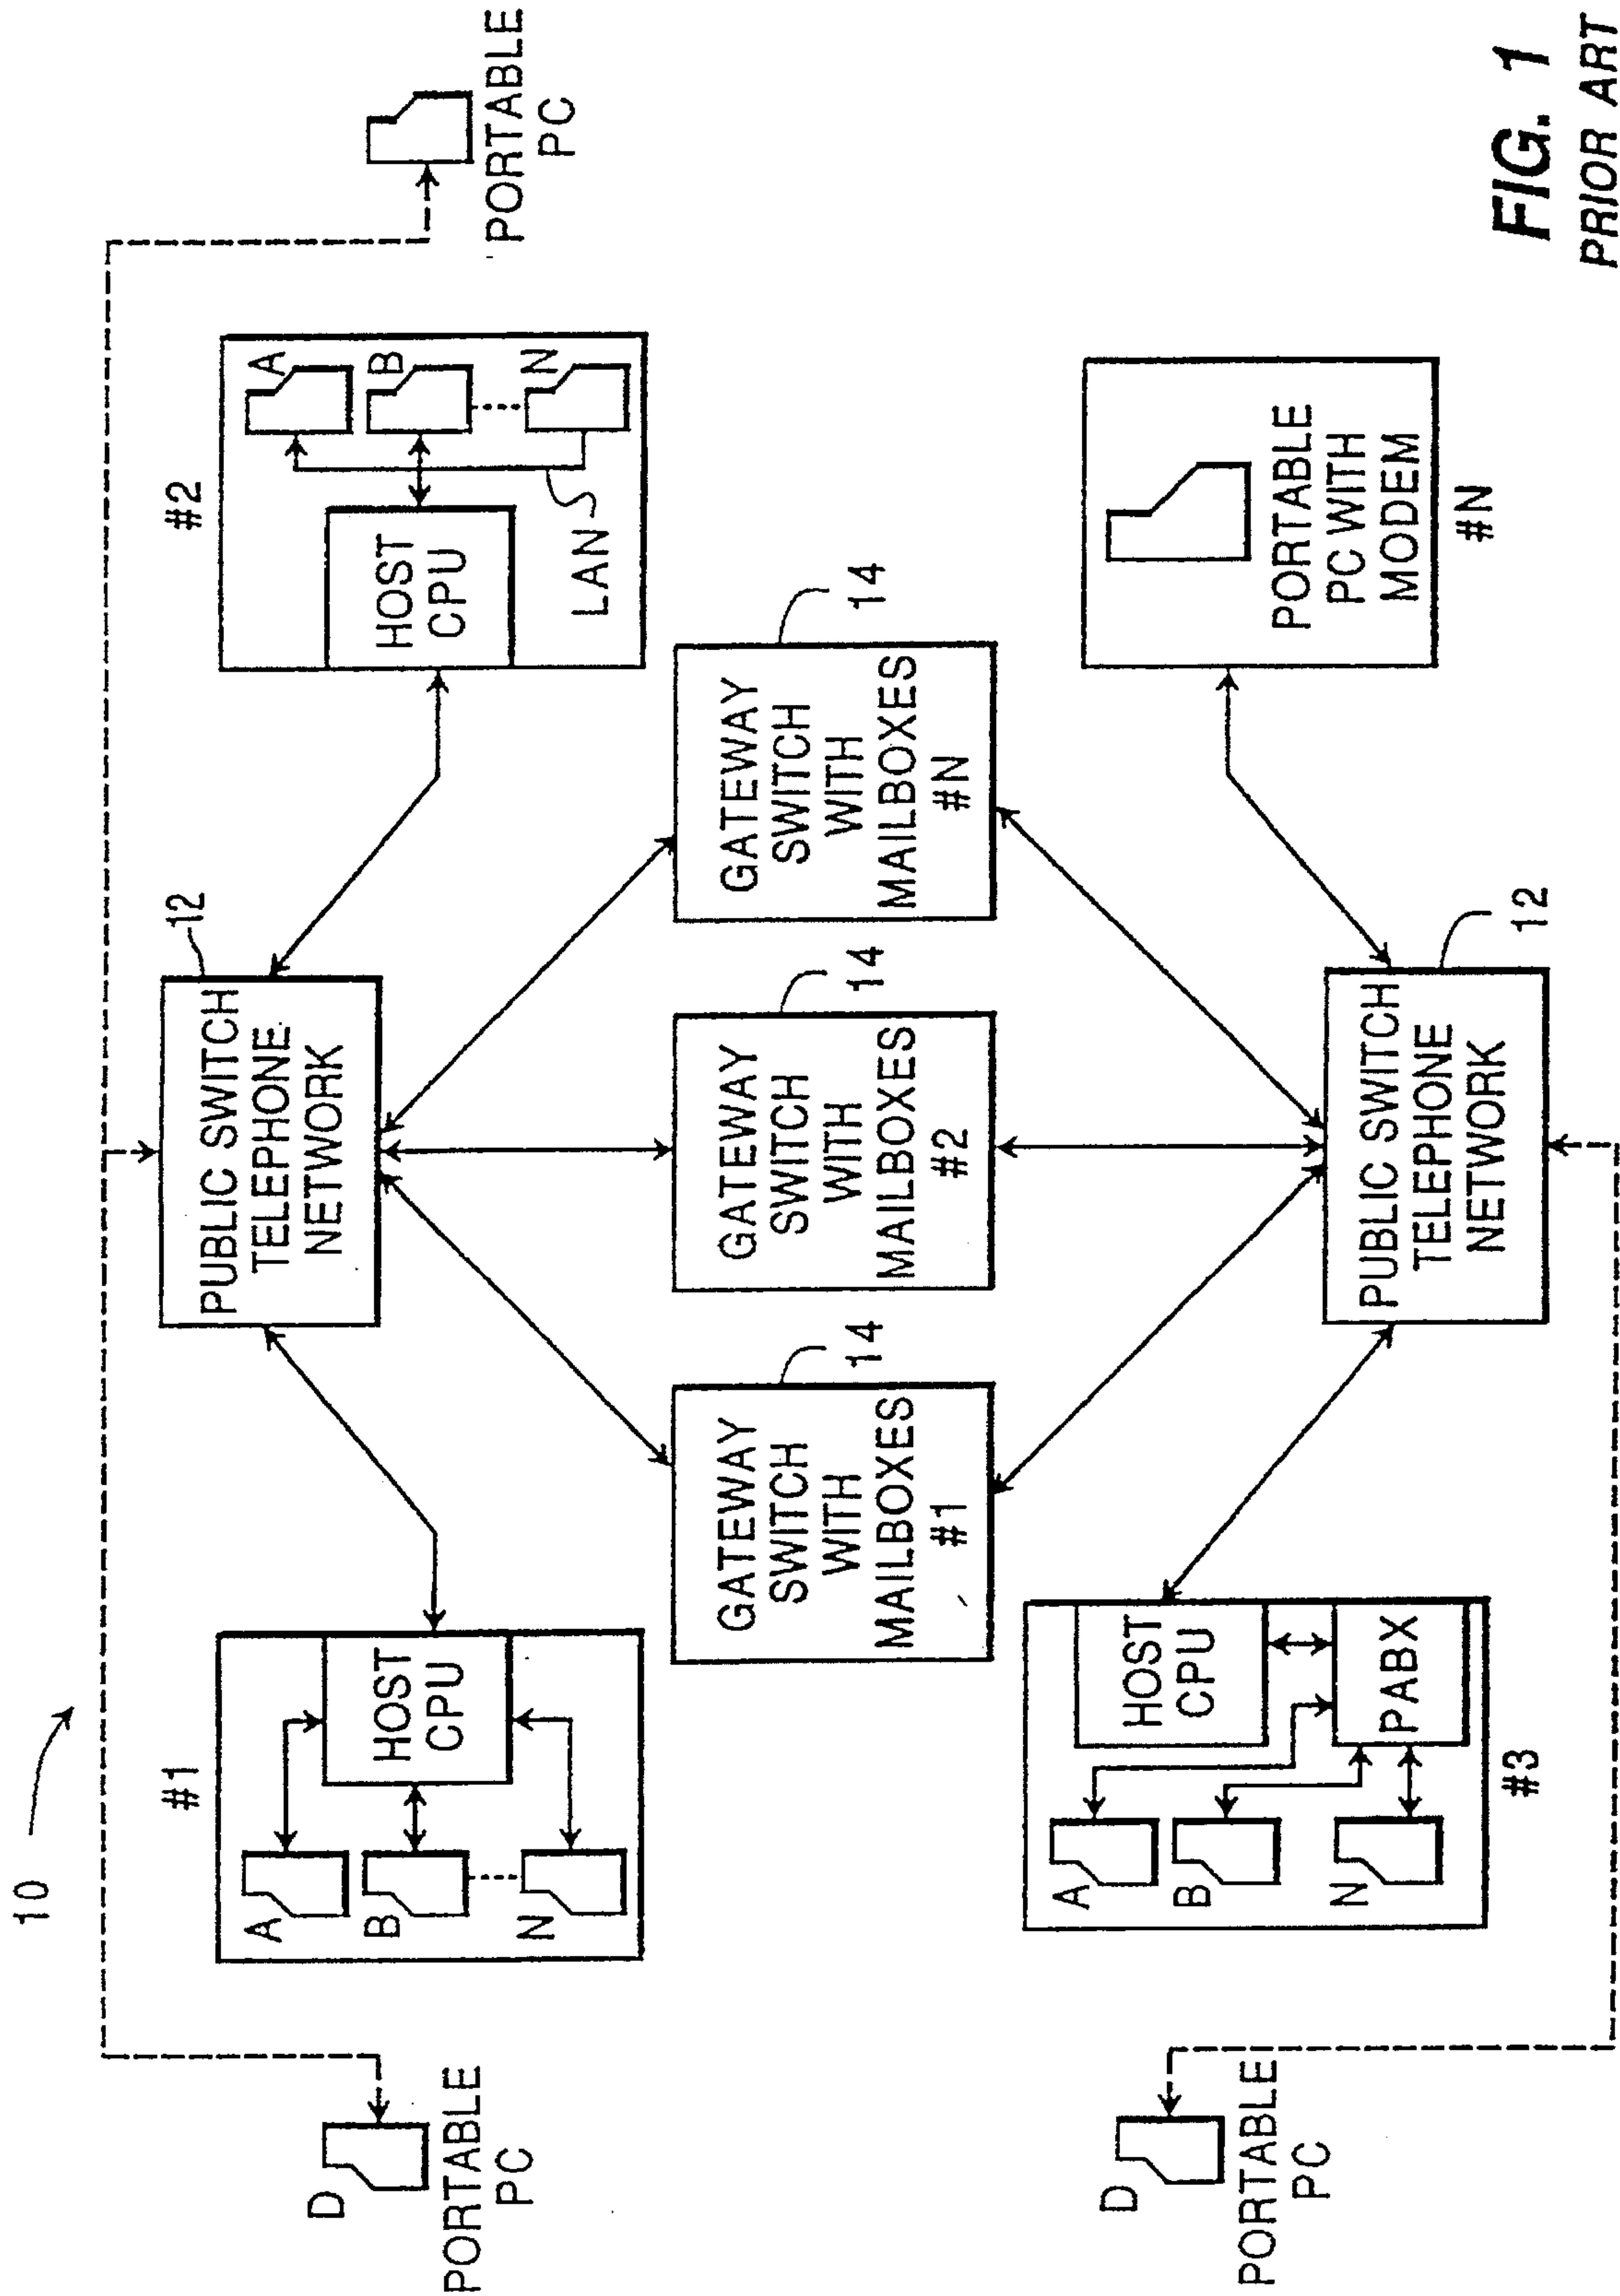 10
#1
A
B
N
HOST
CPU
D
PORTABLE
PC
PUBLIC SWITCH
TELEPHONE
NETWORK
12
#2
HOST
CPU
A
B
N
LAN
PORTABLE
PC
GATEWAY
SWITCH
WITH
MAILBOXES
#1
14
GATEWAY
SWITCH
WITH
MAILBOXES
#2
14
GATEWAY
SWITCH
WITH
MAILBOXES
#N
14
D
PORTABLE
PC
A
B
N
HOST
CPU
PABX
#3
PUBLIC SWITCH
TELEPHONE
NETWORK
12
PORTABLE
PC WITH
MODEM
#N
FIG. 1
PRIOR ART